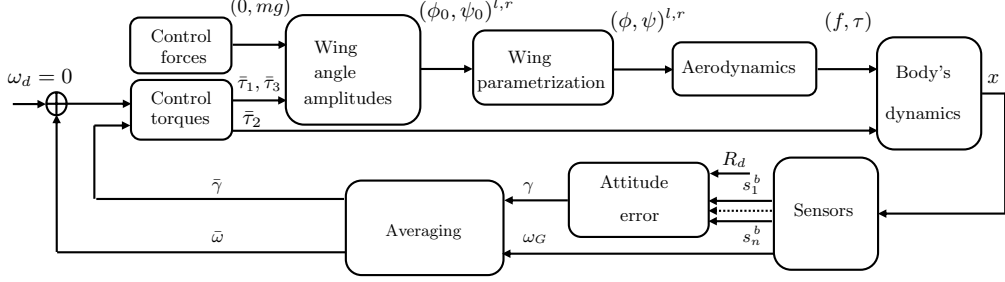 (0, mg)
(ϕ₀, ψ₀)^{l,r}
(ϕ, ψ)^{l,r}
(f, τ)
Control
forces
Wing
angle
amplitudes
Wing
parametrization
Aerodynamics
Body's
dynamics
x
ω_d = 0
Control
torques
τ̄₁, τ̄₃
τ̄₂
R_d
s₁^b
s_n^b
Attitude
error
Sensors
γ̄
γ
Averaging
ω̄
ω_G